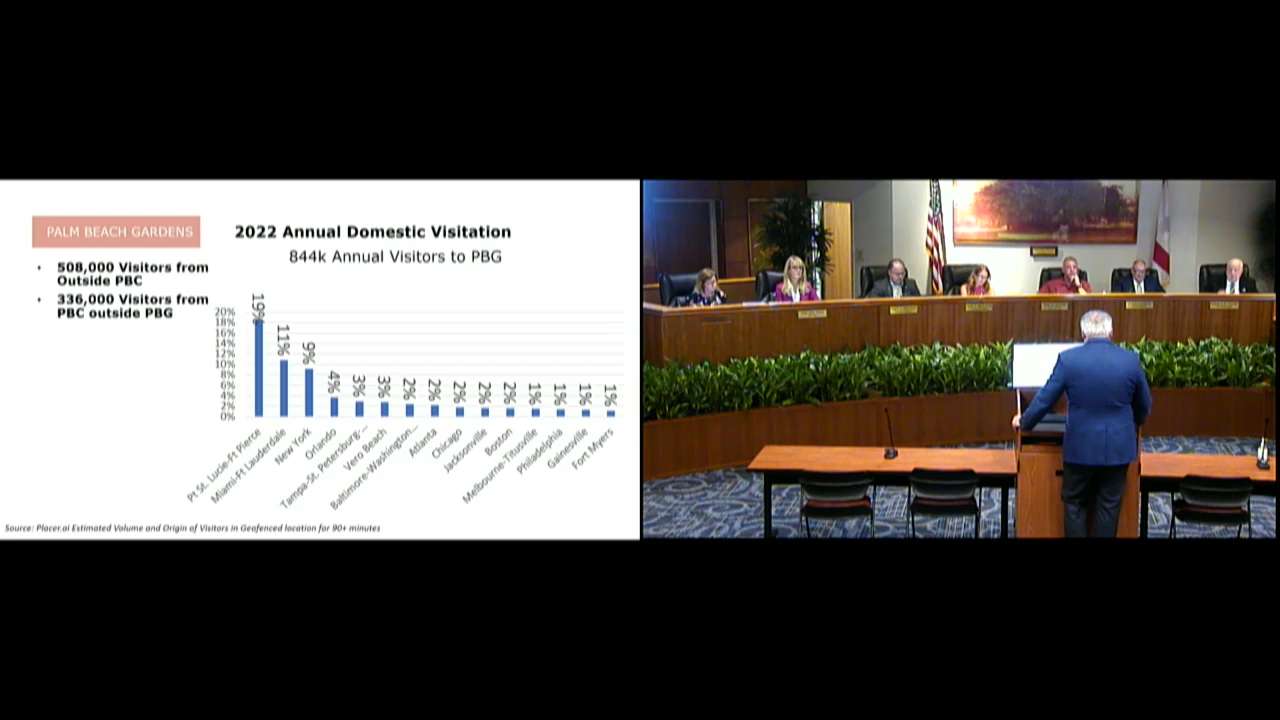 PALM BEACH GARDENS
• 508,000 Visitors from
Outside PBC
• 336,000 Visitors from
PBC outside PBG
2022 Annual Domestic Visitation
844k Annual Visitors to PBG
20%
18%
16%
14%
12%
10%
8%
6%
4%
2%
0%
19%
11%
9%
4%
3%
3%
2%
2%
2%
2%
2%
1%
1%
1%
1%
Pt St. Lucie-Ft Pierce
Miami-Ft Lauderdale
New York
Orlando
Tampa-St. Petersburg-...
Vero Beach
Baltimore-Washington...
Atlanta
Chicago
Jacksonville
Boston
Melbourne-Titusville
Philadelphia
Gainesville
Fort Myers
Source: Placer.ai Estimated Volume and Origin of Visitors in Geofenced location for 90+ minutes